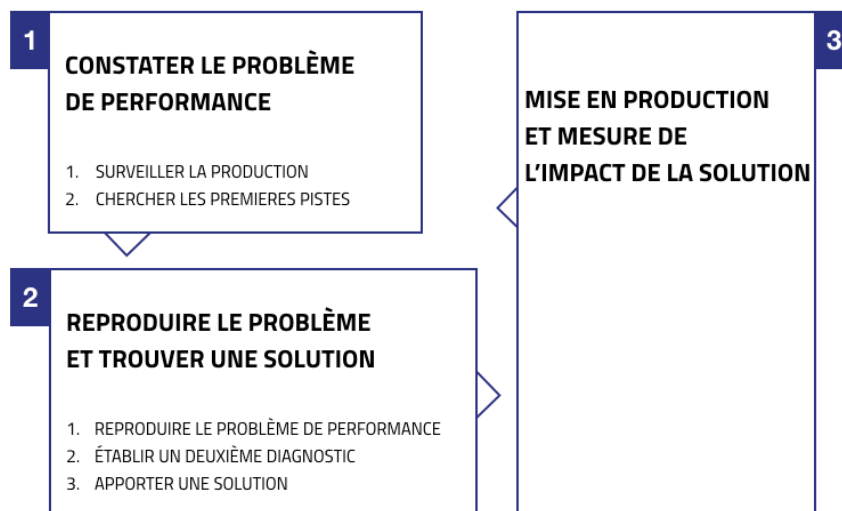 1
CONSTATER LE PROBLÈME
DE PERFORMANCE
1. SURVEILLER LA PRODUCTION
2. CHERCHER LES PREMIERES PISTES
2
REPRODUIRE LE PROBLÈME
ET TROUVER UNE SOLUTION
1. REPRODUIRE LE PROBLÈME DE PERFORMANCE
2. ÉTABLIR UN DEUXIÈME DIAGNOSTIC
3. APPORTER UNE SOLUTION
3
MISE EN PRODUCTION
ET MESURE DE
L'IMPACT DE LA SOLUTION